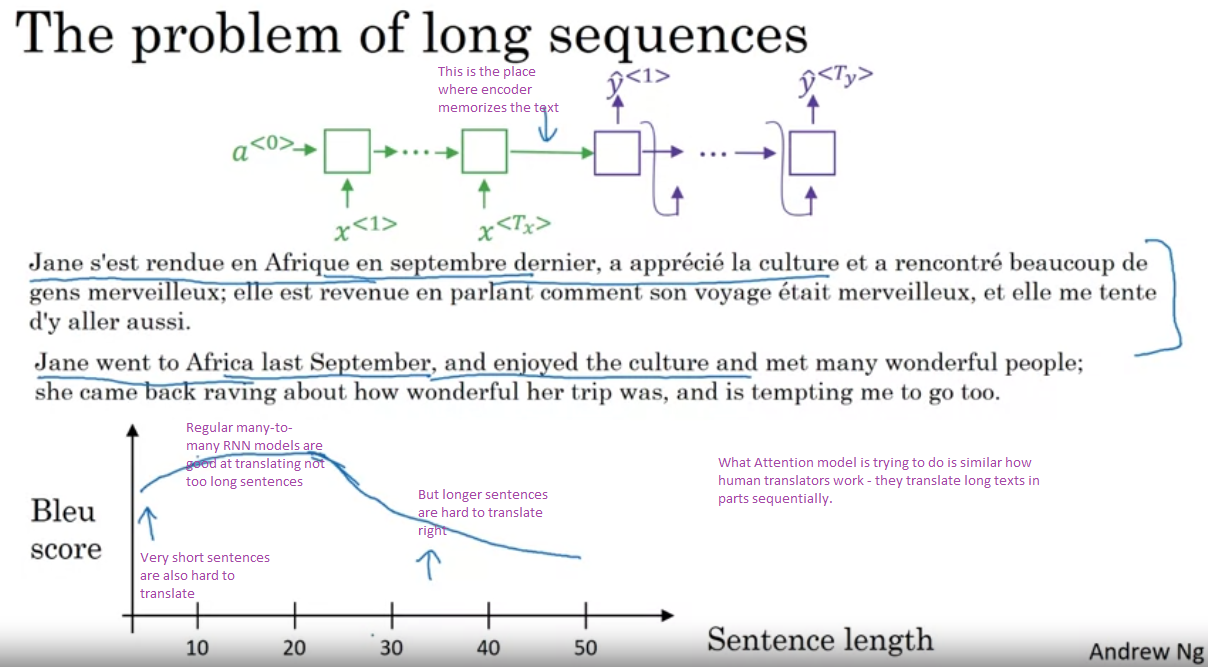 The problem of long sequences
This is the place
where encoder
memorizes the text
ŷ<1>
ŷ<Ty>
a<0>
...
...
x<1>
x<Tx>
Jane s'est rendue en Afrique en septembre dernier, a apprécié la culture et a rencontré beaucoup de
gens merveilleux; elle est revenue en parlant comment son voyage était merveilleux, et elle me tente
d'y aller aussi.
Jane went to Africa last September, and enjoyed the culture and met many wonderful people;
she came back raving about how wonderful her trip was, and is tempting me to go too.
Regular many-to-
many RNN models are
good at translating not
too long sentences
What Attention model is trying to do is similar how
human translators work - they translate long texts in
parts sequentially.
But longer sentences
are hard to translate
right
Bleu
score
Very short sentences
are also hard to
translate
10 20 30 40 50
Sentence length
Andrew Ng